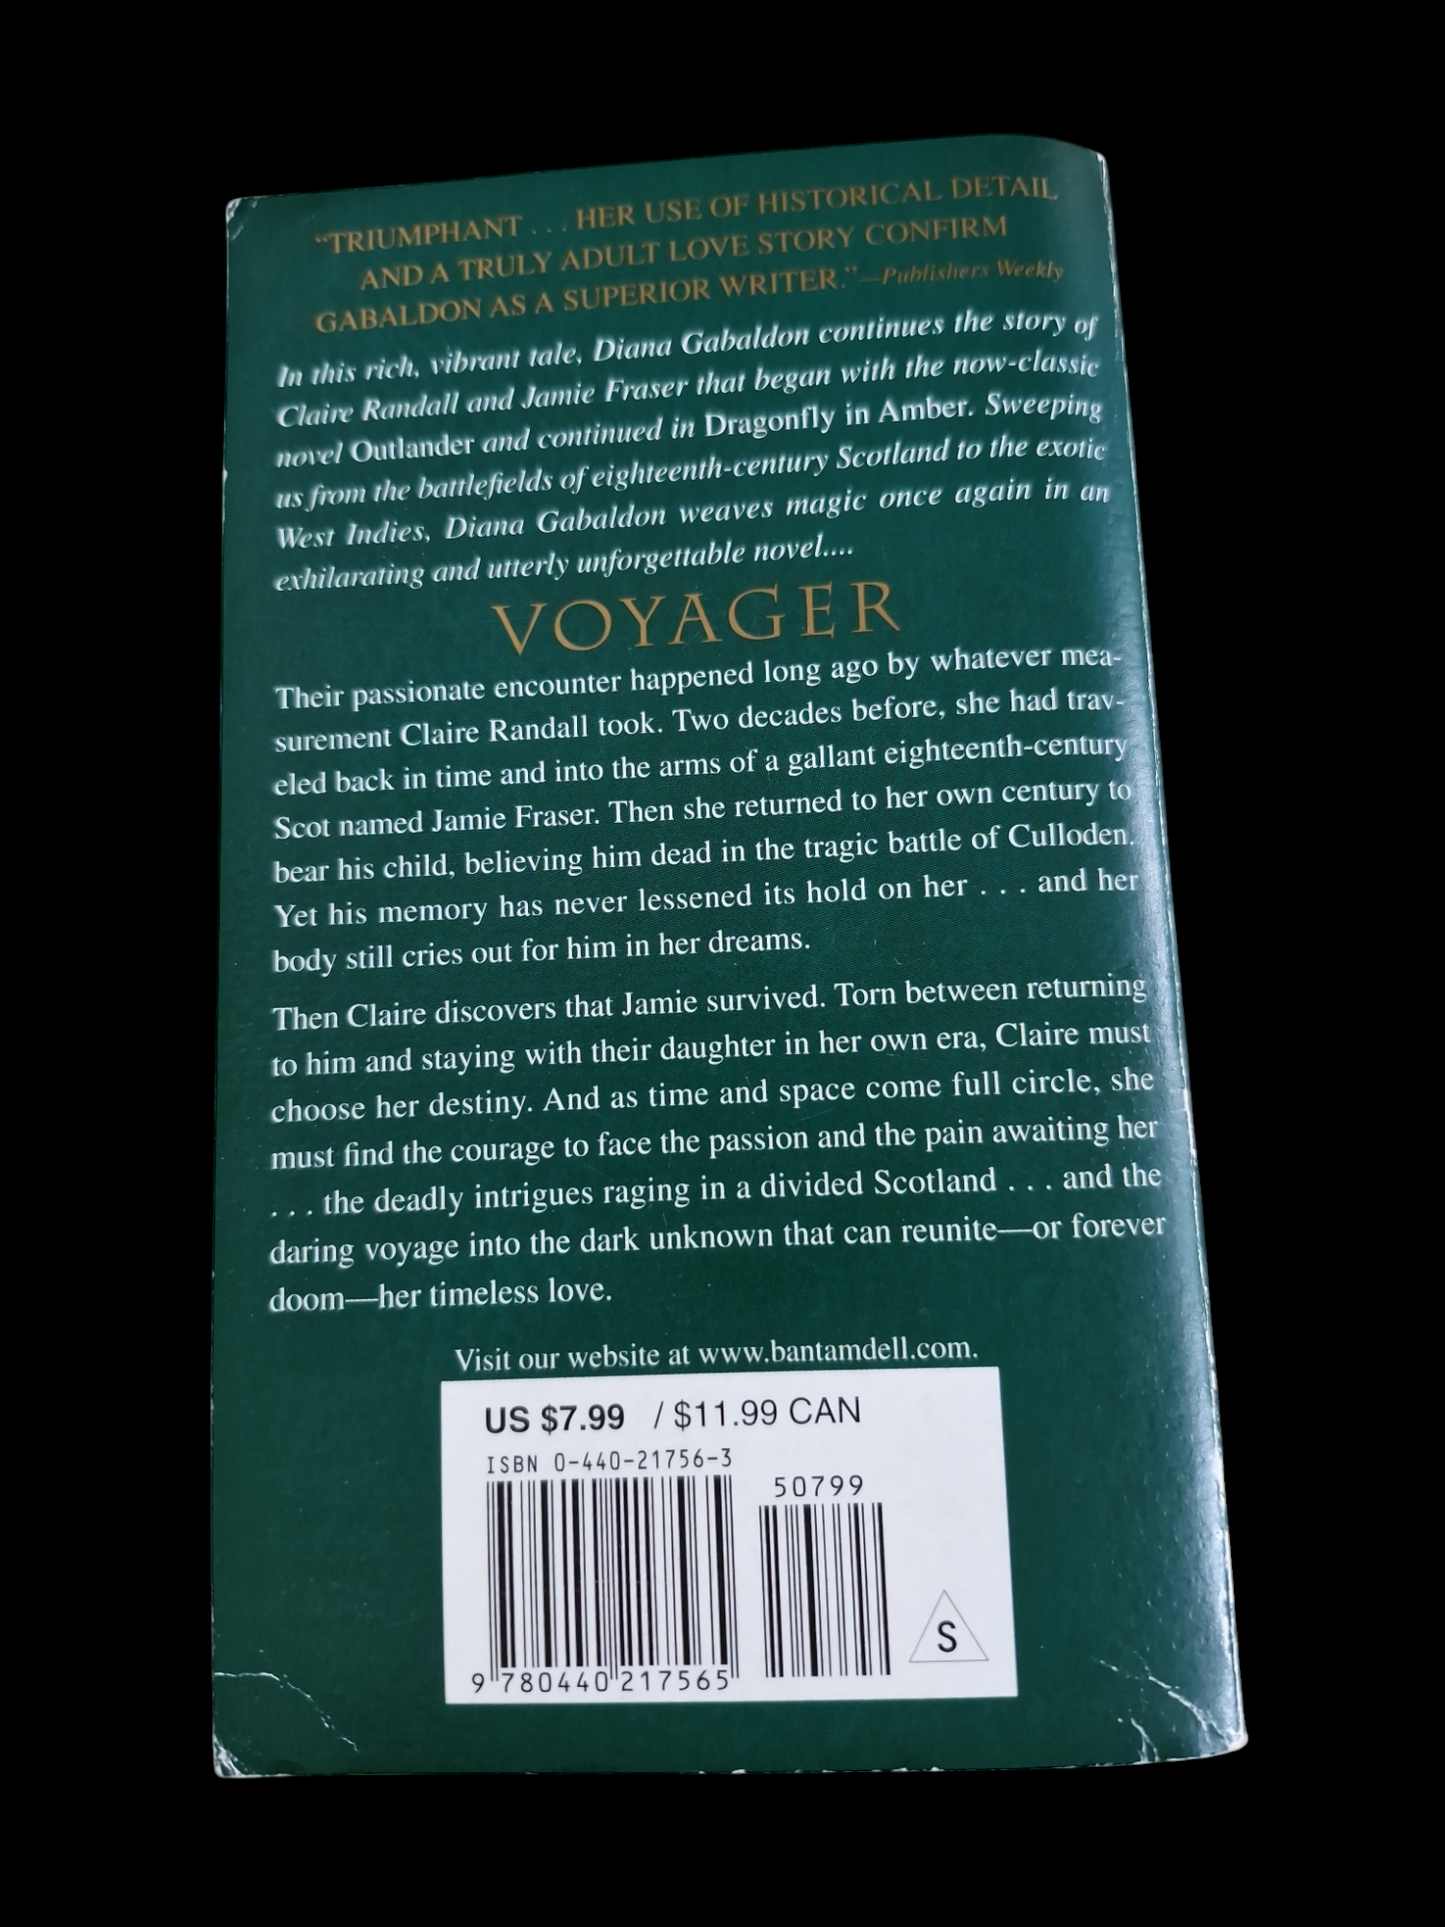 “TRIUMPHANT . . . HER USE OF HISTORICAL DETAIL
AND A TRULY ADULT LOVE STORY CONFIRM
GABALDON AS A SUPERIOR WRITER.”—Publishers Weekly
In this rich, vibrant tale, Diana Gabaldon continues the story of
Claire Randall and Jamie Fraser that began with the now-classic
novel Outlander and continued in Dragonfly in Amber. Sweeping
us from the battlefields of eighteenth-century Scotland to the exotic
West Indies, Diana Gabaldon weaves magic once again in an
exhilarating and utterly unforgettable novel....
VOYAGER
Their passionate encounter happened long ago by whatever mea-
surement Claire Randall took. Two decades before, she had trav-
eled back in time and into the arms of a gallant eighteenth-century
Scot named Jamie Fraser. Then she returned to her own century to
bear his child, believing him dead in the tragic battle of Culloden.
Yet his memory has never lessened its hold on her . . . and her
body still cries out for him in her dreams.
Then Claire discovers that Jamie survived. Torn between returning
to him and staying with their daughter in her own era, Claire must
choose her destiny. And as time and space come full circle, she
must find the courage to face the passion and the pain awaiting her
. . . the deadly intrigues raging in a divided Scotland . . . and the
daring voyage into the dark unknown that can reunite—or forever
doom—her timeless love.
Visit our website at www.bantamdell.com.
US $7.99 / $11.99 CAN
ISBN 0-440-21756-3
50799
S
9 780440 217565